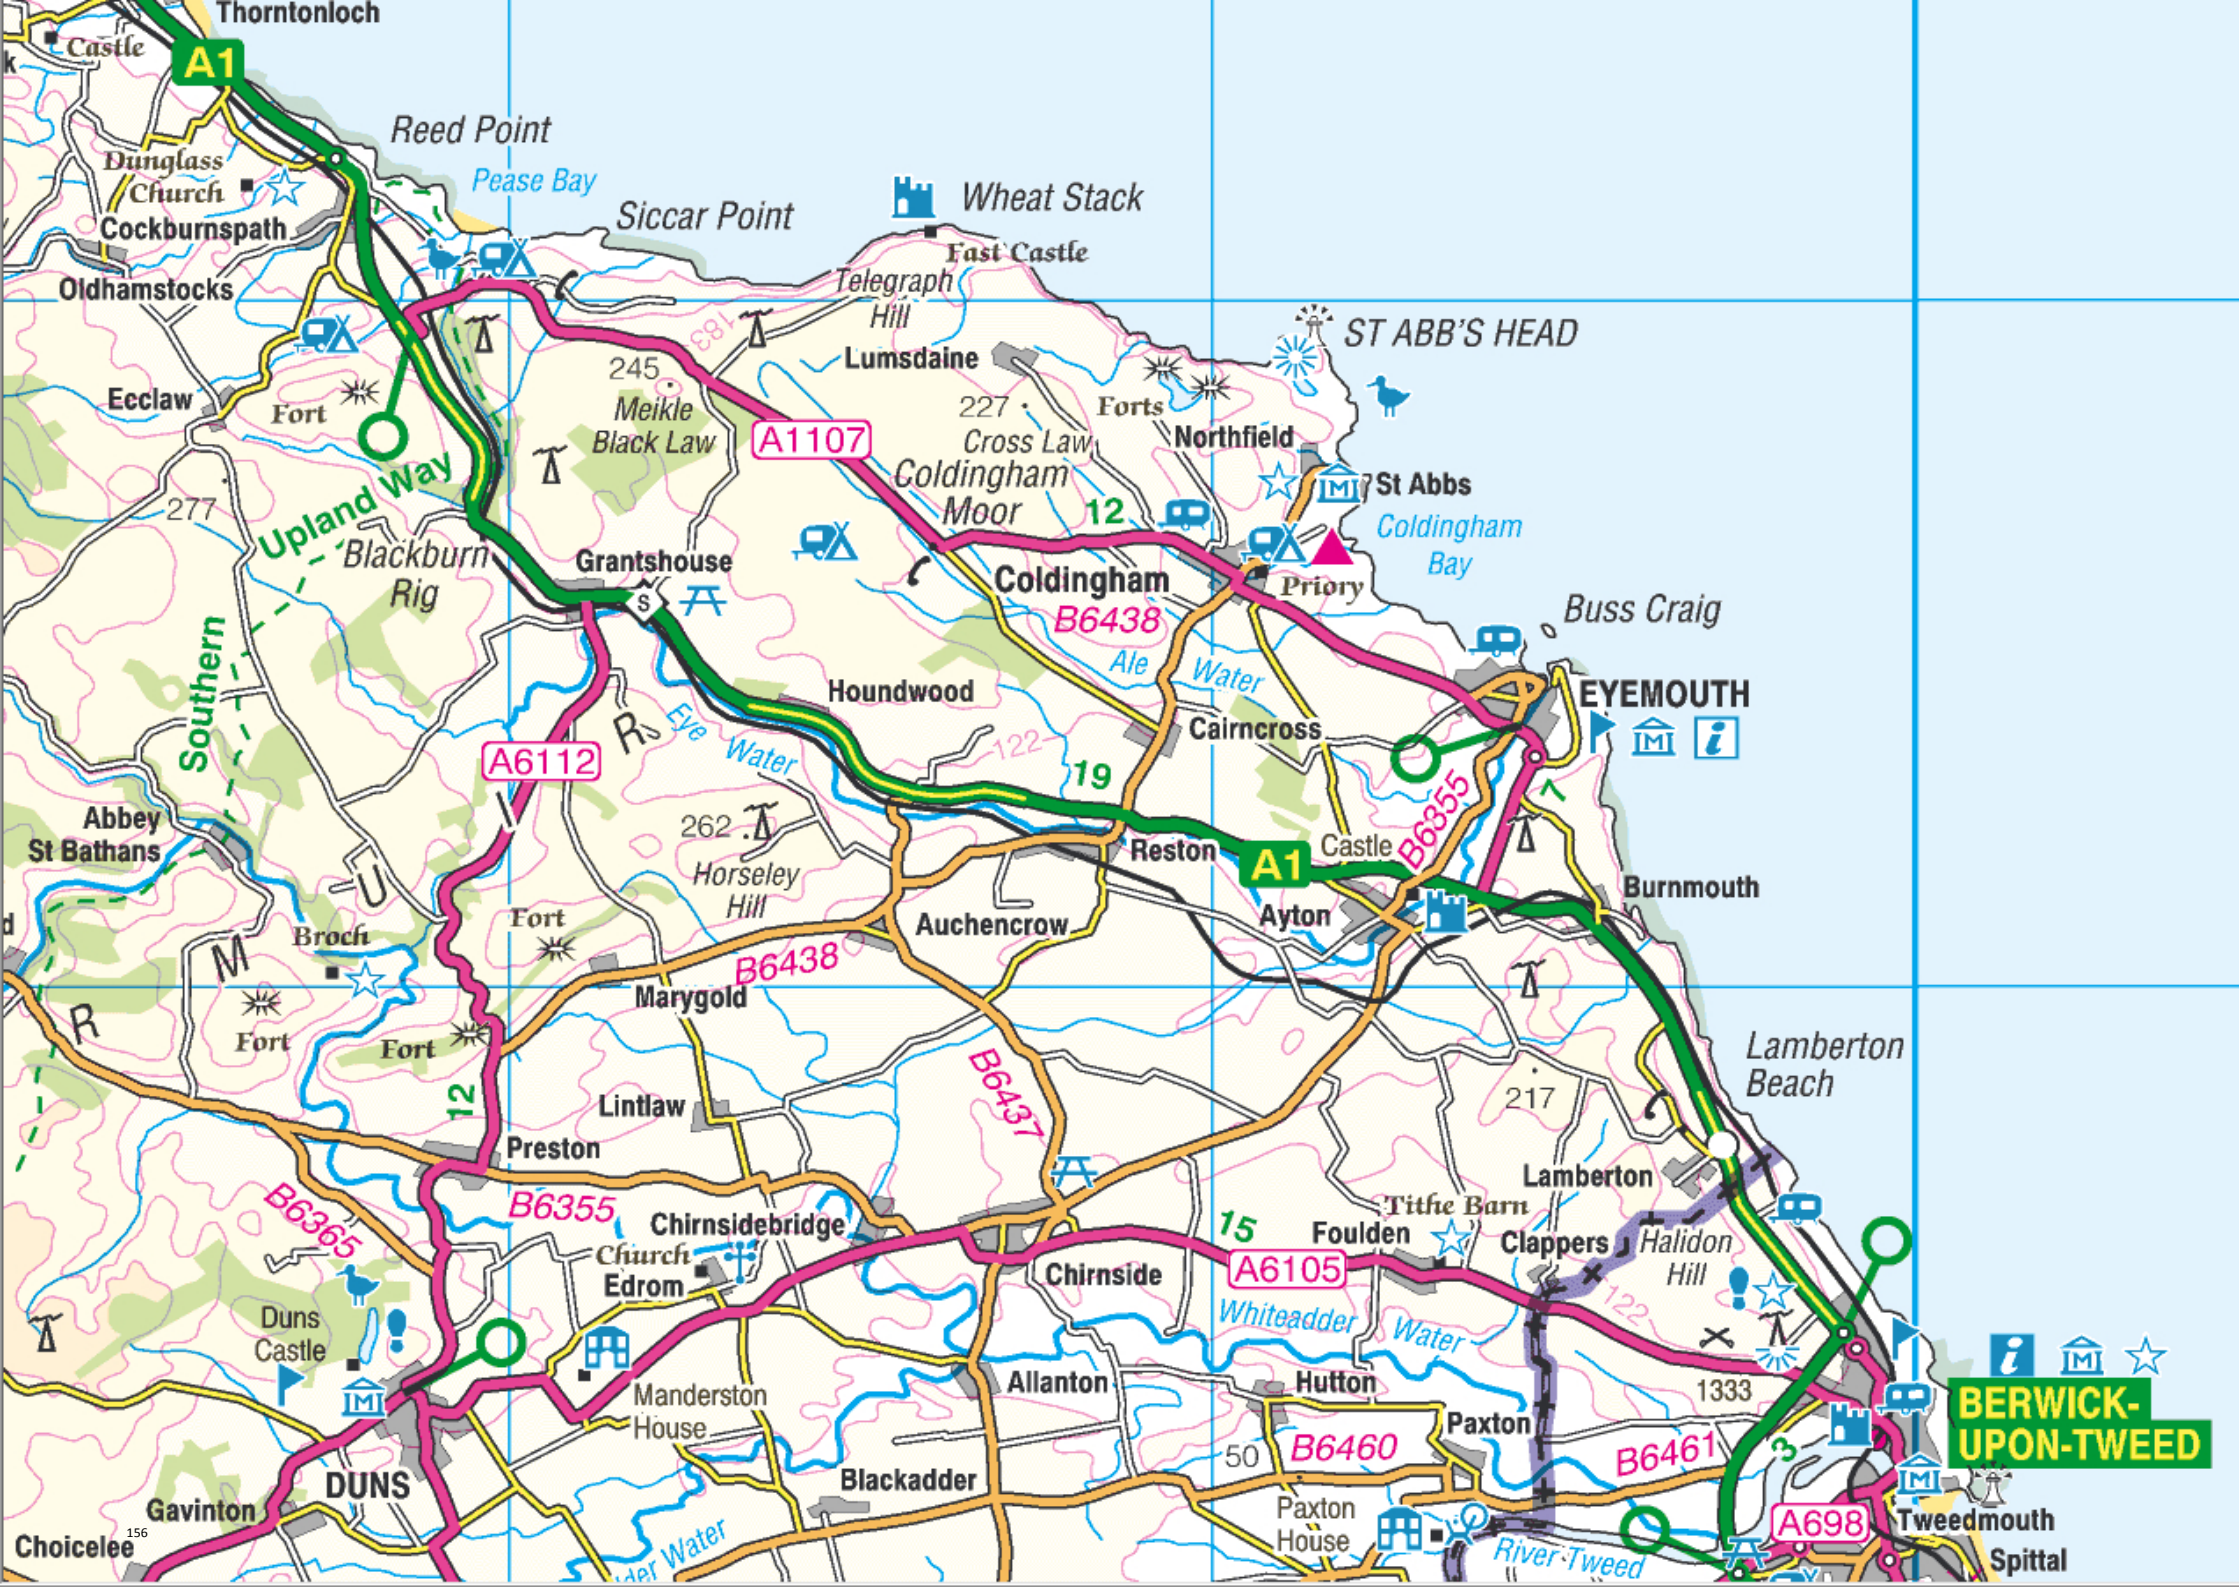 Thorntonloch
Castle
k
A1
Reed Point
Pease Bay
Dunglass
Church
Cockburnspath
Siccar Point
Wheat Stack
Fast Castle
Telegraph
Hill
Oldhamstocks
183
ST ABB'S HEAD
Lumsdaine
245
Ecclaw
Fort
Meikle
Black Law
A1107
227
Cross Law
Forts
Northfield
Coldingham
Moor
St Abbs
Coldingham
Bay
277
Upland Way
12
Blackburn
Rig
Grantshouse
S
Coldingham
Priory
B6438
Buss Craig
Ale Water
Southern
Houndwood
EYEMOUTH
i
R
Eye Water
Cairncross
122
A6112
19
7
B6355
I
Abbey
St Bathans
262
Horseley
Hill
Reston
A1
Castle
U
Burnmouth
Ayton
Fort
Auchencrow
d
Broch
M
B6438
Marygold
R
Fort
Fort
Lamberton
Beach
B6437
217
12
Lintlaw
Preston
Lamberton
B6365
B6355
Chirnsidebridge
Tithe Barn
15
Foulden
Clappers
Halidon
Hill
Church
Edrom
Chirnside
A6105
122
Whiteadder Water
Duns
Castle
Allanton
Hutton
1333
i
Manderston
House
Paxton
BERWICK-
UPON-TWEED
50
B6460
B6461
3
DUNS
Blackadder
Gavinton
Paxton
House
A698
Tweedmouth
156
Choicelee
der Water
River Tweed
Spittal